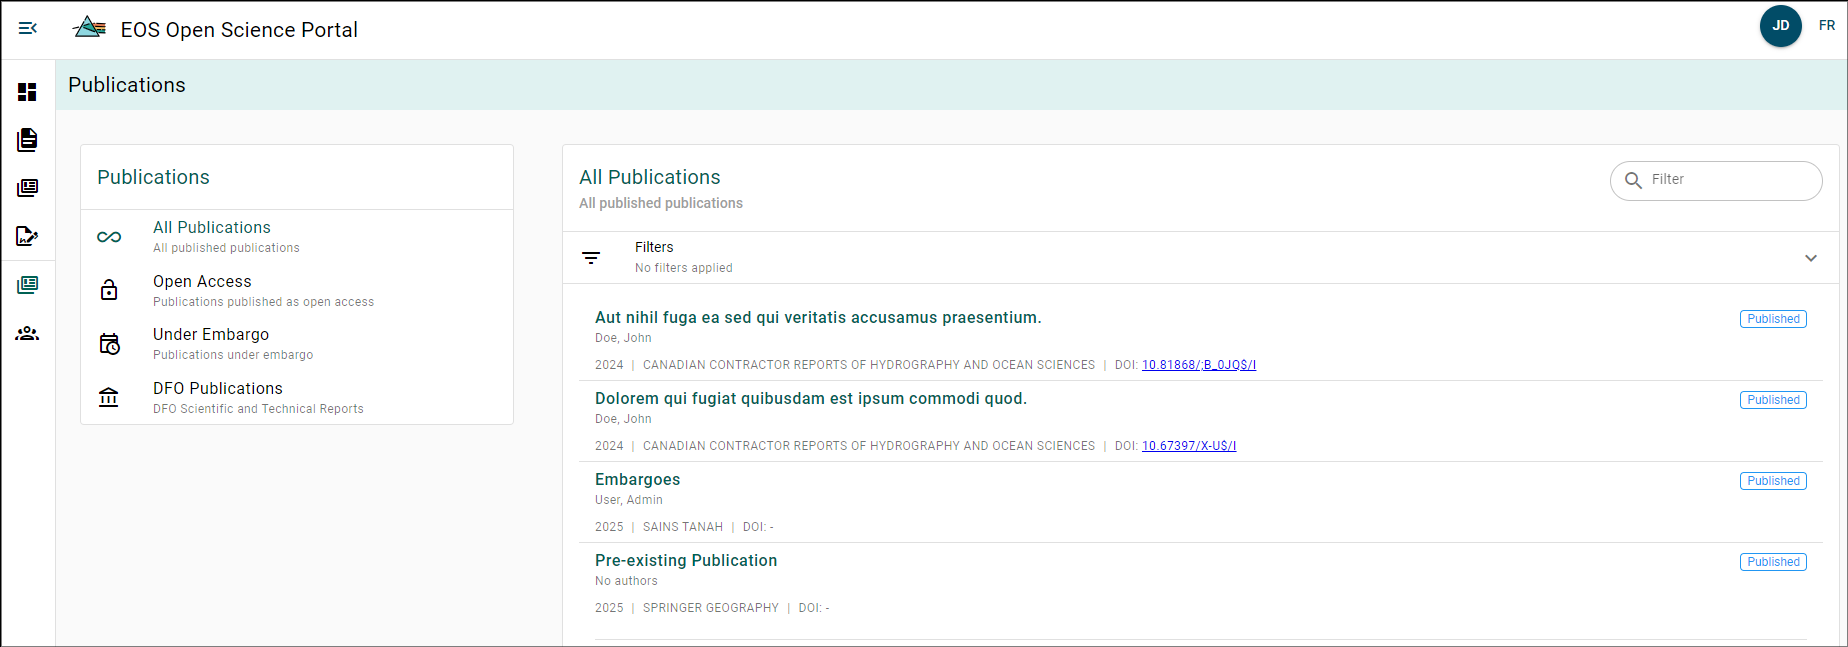 EOS Open Science Portal
JD
FR
Publications
Publications
All Publications
All published publications
Open Access
Publications published as open access
Under Embargo
Publications under embargo
DFO Publications
DFO Scientific and Technical Reports
All Publications
All published publications
Filter
Filters
No filters applied
Aut nihil fuga ea sed qui veritatis accusamus praesentium.
Published
Doe, John
2024 | CANADIAN CONTRACTOR REPORTS OF HYDROGRAPHY AND OCEAN SCIENCES | DOI: 10.81868/;B_0JQ$/I
Dolorem qui fugiat quibusdam est ipsum commodi quod.
Published
Doe, John
2024 | CANADIAN CONTRACTOR REPORTS OF HYDROGRAPHY AND OCEAN SCIENCES | DOI: 10.67397/X-U$/I
Embargoes
Published
User, Admin
2025 | SAINS TANAH | DOI: -
Pre-existing Publication
Published
No authors
2025 | SPRINGER GEOGRAPHY | DOI: -